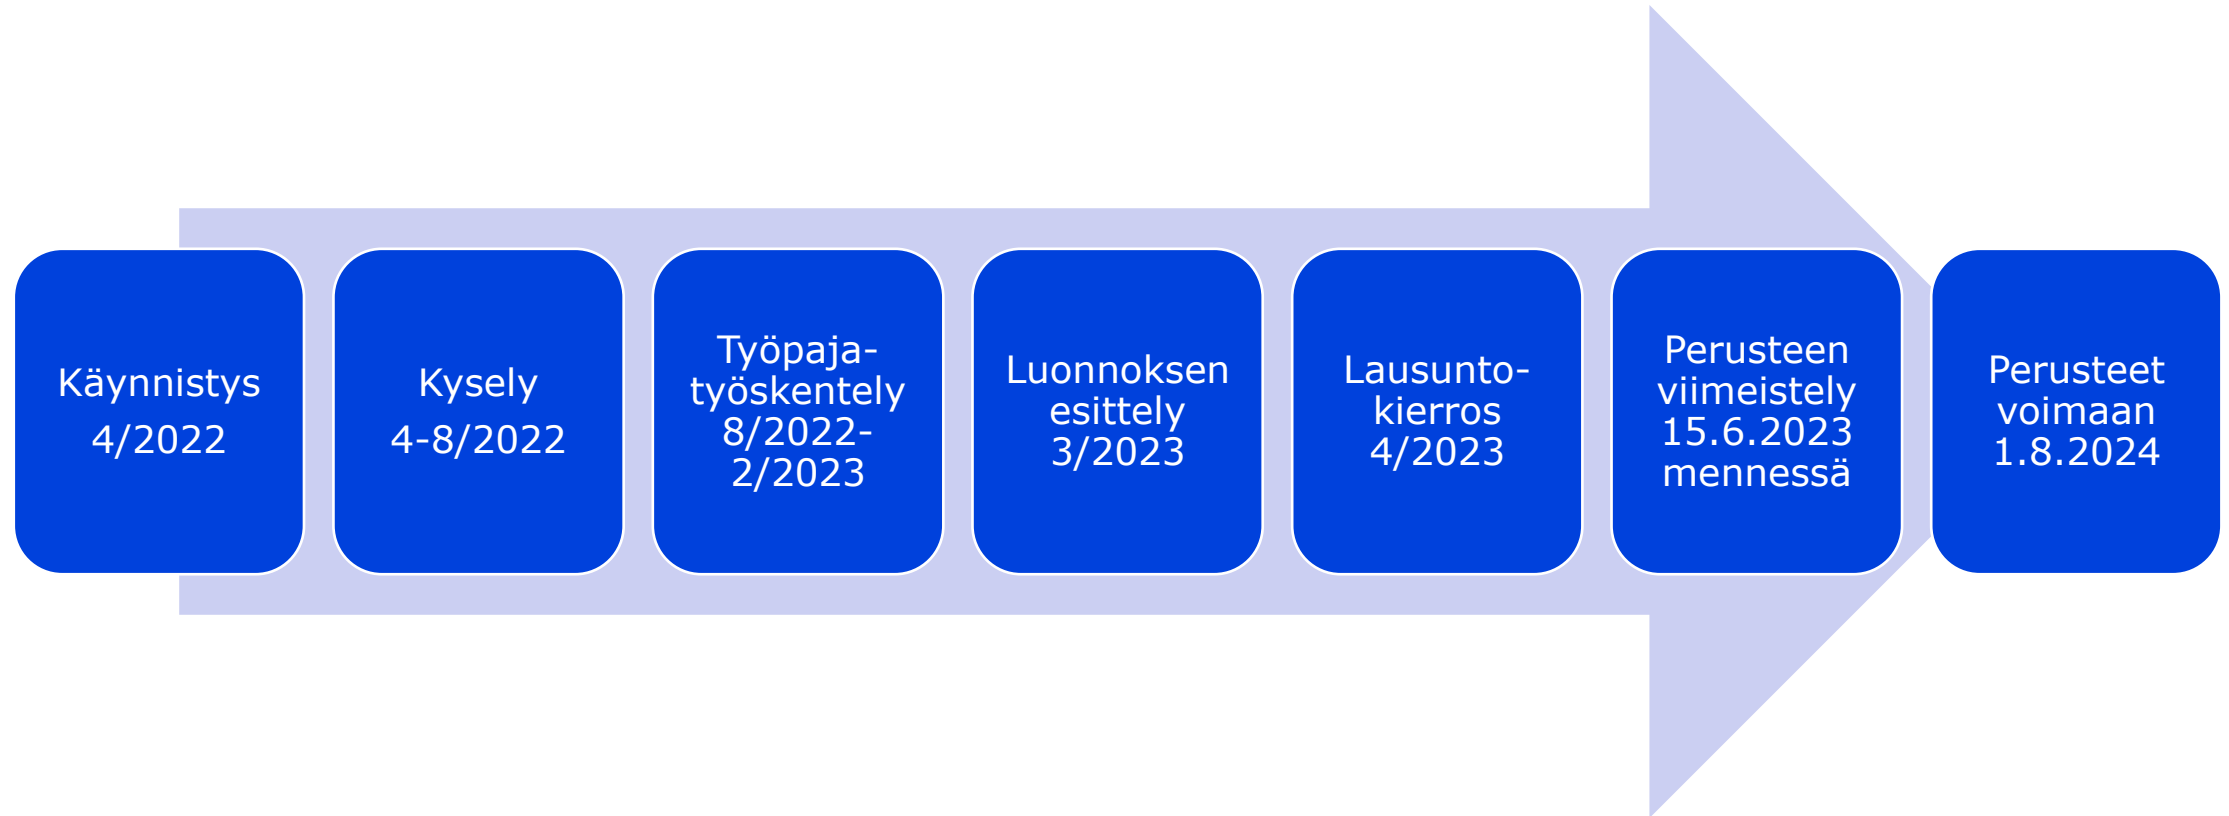 Käynnistys
4/2022
Kysely
4-8/2022
Työpaja-
työskentely
8/2022-
2/2023
Luonnoksen
esittely
3/2023
Lausunto-
kierros
4/2023
Perusteen
viimeistely
15.6.2023
mennessä
Perusteet
voimaan
1.8.2024